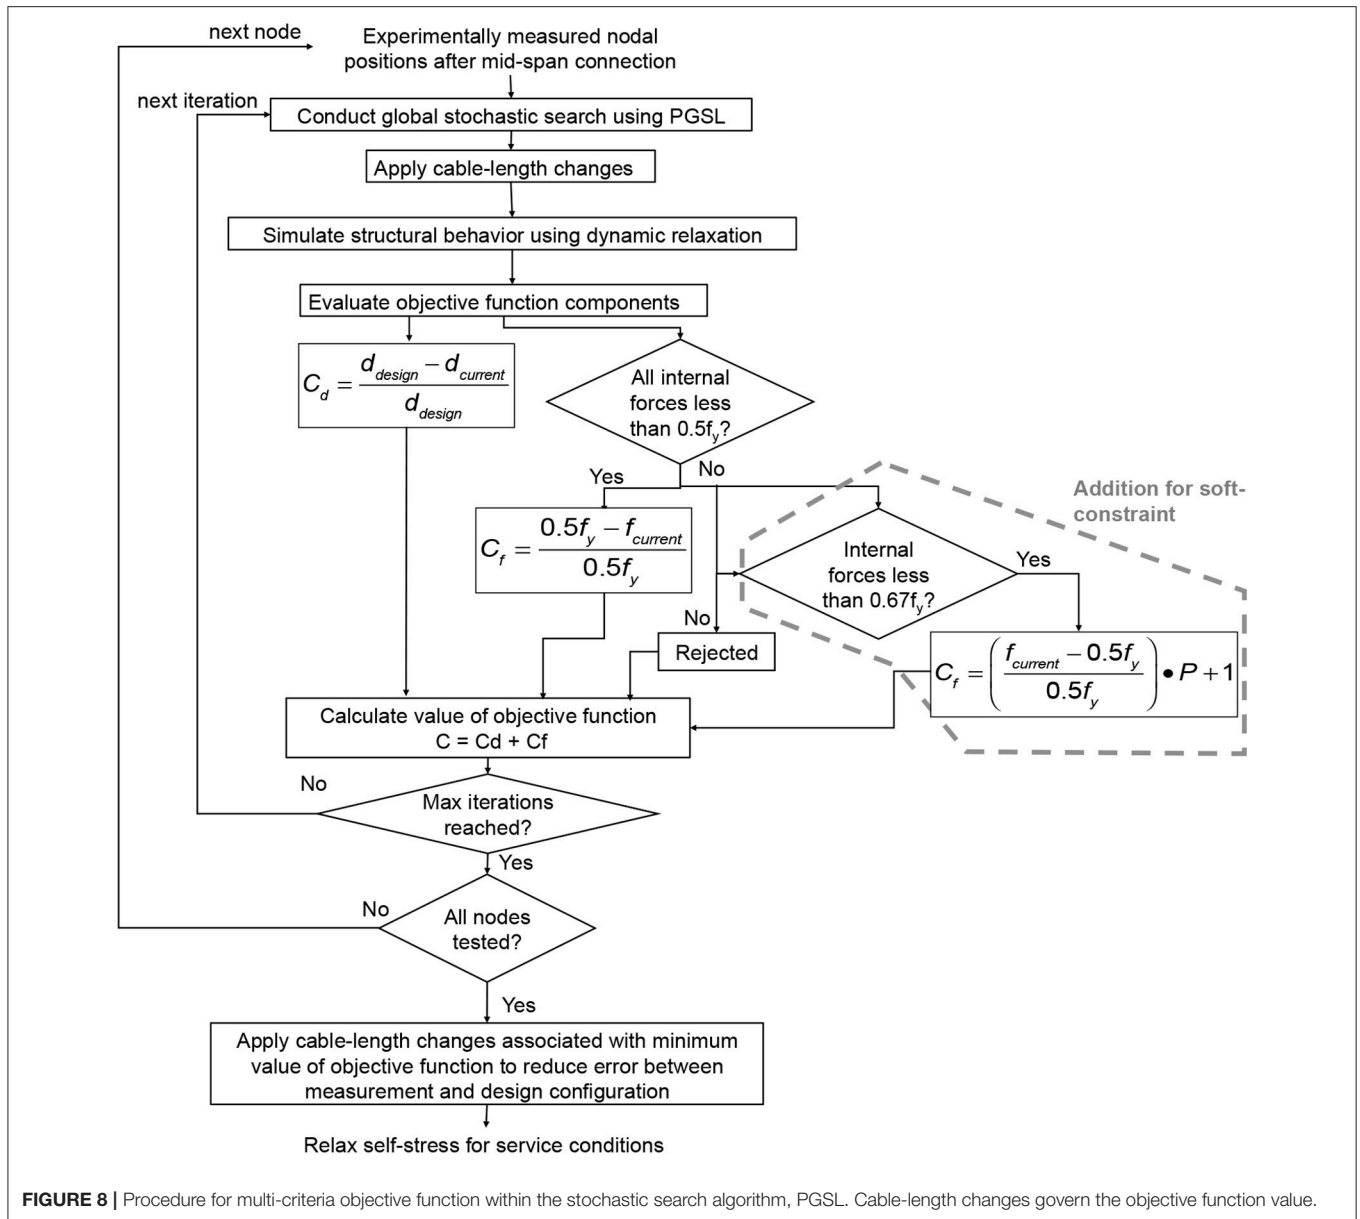 next node
Experimentally measured nodal
positions after mid-span connection
next iteration
Conduct global stochastic search using PGSL
Apply cable-length changes
Simulate structural behavior using dynamic relaxation
Evaluate objective function components
C_d = (d_design − d_current) / d_design
All internal
forces less
than 0.5f_y?
Yes
No
Addition for soft-
constraint
C_f = (0.5f_y − f_current) / 0.5f_y
Internal
forces less
than 0.67f_y?
Yes
No
Rejected
C_f = ((f_current − 0.5f_y) / 0.5f_y) • P + 1
Calculate value of objective function
C = Cd + Cf
No
Max iterations
reached?
Yes
No
All nodes
tested?
Yes
Apply cable-length changes associated with minimum
value of objective function to reduce error between
measurement and design configuration
Relax self-stress for service conditions
FIGURE 8 | Procedure for multi-criteria objective function within the stochastic search algorithm, PGSL. Cable-length changes govern the objective function value.